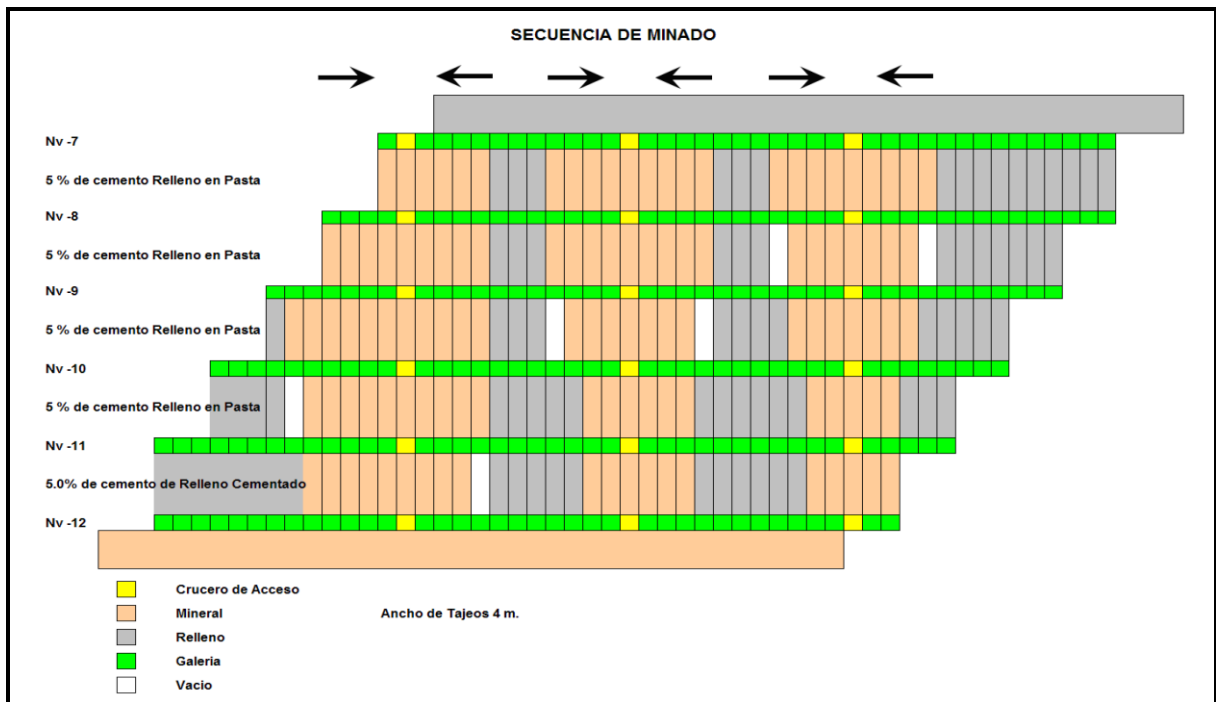 SECUENCIA DE MINADO
Nv -7
5 % de cemento Relleno en Pasta
Nv -8
5 % de cemento Relleno en Pasta
Nv -9
5 % de cemento Relleno en Pasta
Nv -10
5 % de cemento Relleno en Pasta
Nv -11
5.0% de cemento de Relleno Cementado
Nv -12
Crucero de Acceso
Mineral Ancho de Tajeos 4 m.
Relleno
Galeria
Vacio